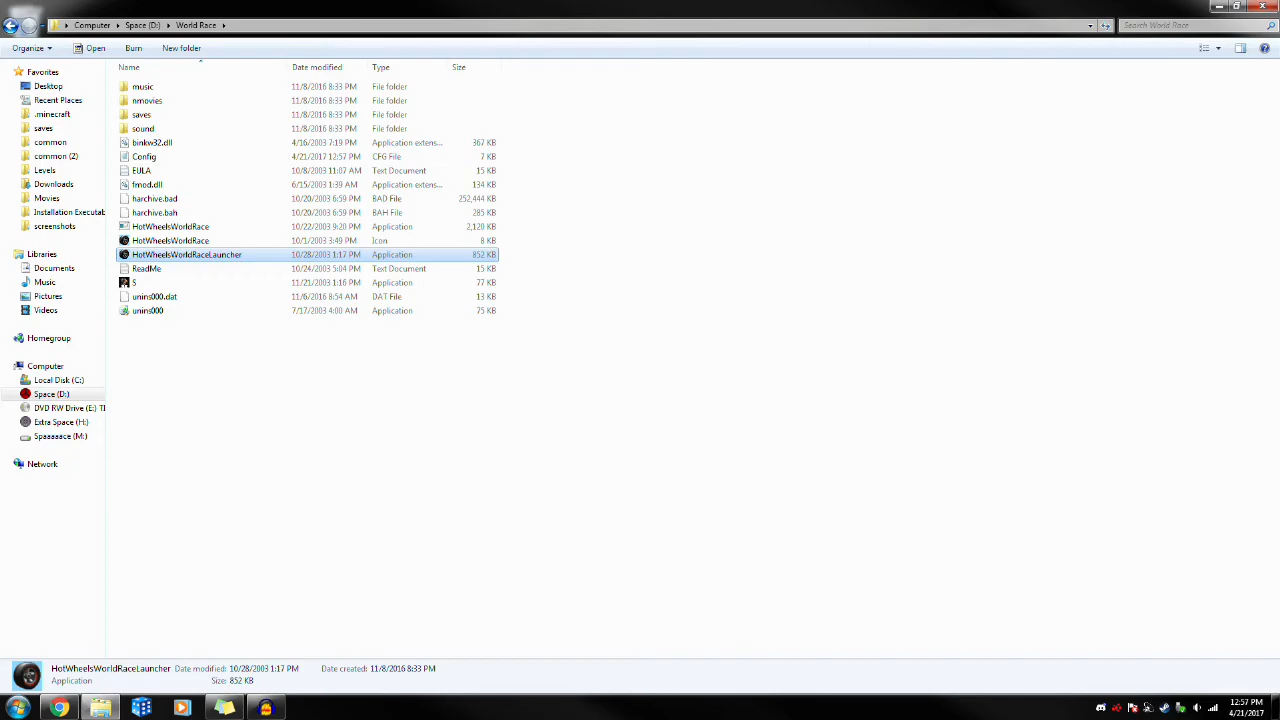 Computer Space (D:) World Race
Search World Race
Organize Open Burn New folder
Name Date modified Type Size
Favorites
Desktop
Recent Places
.minecraft
saves
common
common (2)
Levels
Downloads
Movies
Installation Executab
screenshots
Libraries
Documents
Music
Pictures
Videos
Homegroup
Computer
Local Disk (C:)
Space (D:)
DVD RW Drive (E:) TI
Extra Space (H:)
Spaaaaace (M:)
Network
music 11/8/2016 8:33 PM File folder
nmovies 11/8/2016 8:33 PM File folder
saves 11/8/2016 8:33 PM File folder
sound 11/8/2016 8:33 PM File folder
binkw32.dll 4/16/2003 7:19 PM Application extens... 367 KB
Config 4/21/2017 12:57 PM CFG File 7 KB
EULA 10/8/2003 11:07 AM Text Document 15 KB
fmod.dll 6/15/2003 1:39 AM Application extens... 134 KB
harchive.bad 10/20/2003 6:59 PM BAD File 252,444 KB
harchive.bah 10/20/2003 6:59 PM BAH File 285 KB
HotWheelsWorldRace 10/22/2003 9:20 PM Application 2,120 KB
HotWheelsWorldRace 10/1/2003 3:49 PM Icon 8 KB
HotWheelsWorldRaceLauncher 10/28/2003 1:17 PM Application 852 KB
ReadMe 10/24/2003 5:04 PM Text Document 15 KB
S 11/21/2003 1:16 PM Application 77 KB
unins000.dat 11/6/2016 8:54 AM DAT File 13 KB
unins000 7/17/2003 4:00 AM Application 75 KB
HotWheelsWorldRaceLauncher Date modified: 10/28/2003 1:17 PM Date created: 11/8/2016 8:33 PM
Application Size: 852 KB
12:57 PM
4/21/2017